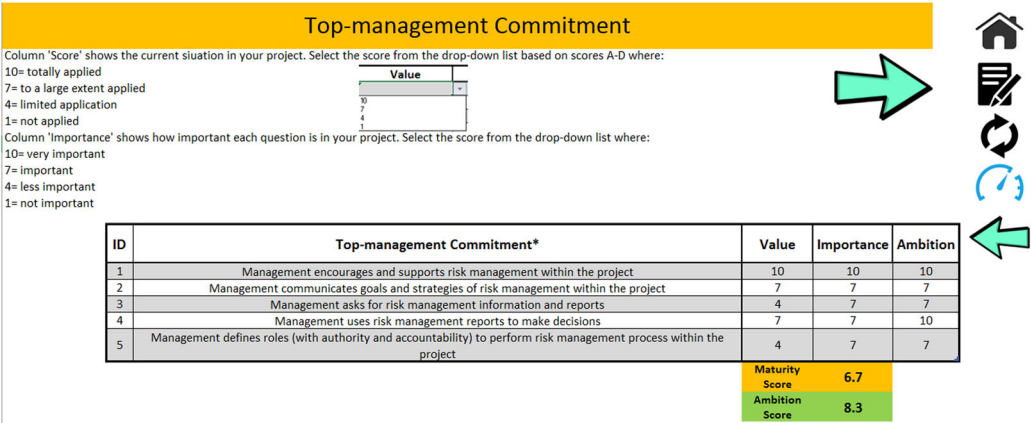 Top-management Commitment
Column 'Score' shows the current siuation in your project. Select the score from the drop-down list based on scores A-D where:
10= totally applied
7= to a large extent applied
4= limited application
1= not applied
Value
10
7
4
1
Column 'Importance' shows how important each question is in your project. Select the score from the drop-down list where:
10= very important
7= important
4= less important
1= not important
ID Top-management Commitment* Value Importance Ambition
1 Management encourages and supports risk management within the project 10 10 10
2 Management communicates goals and strategies of risk management within the project 7 7 7
3 Management asks for risk management information and reports 4 7 7
4 Management uses risk management reports to make decisions 7 7 10
5 Management defines roles (with authority and accountability) to perform risk management process within the
project 4 7 7
Maturity
Score 6.7
Ambition
Score 8.3